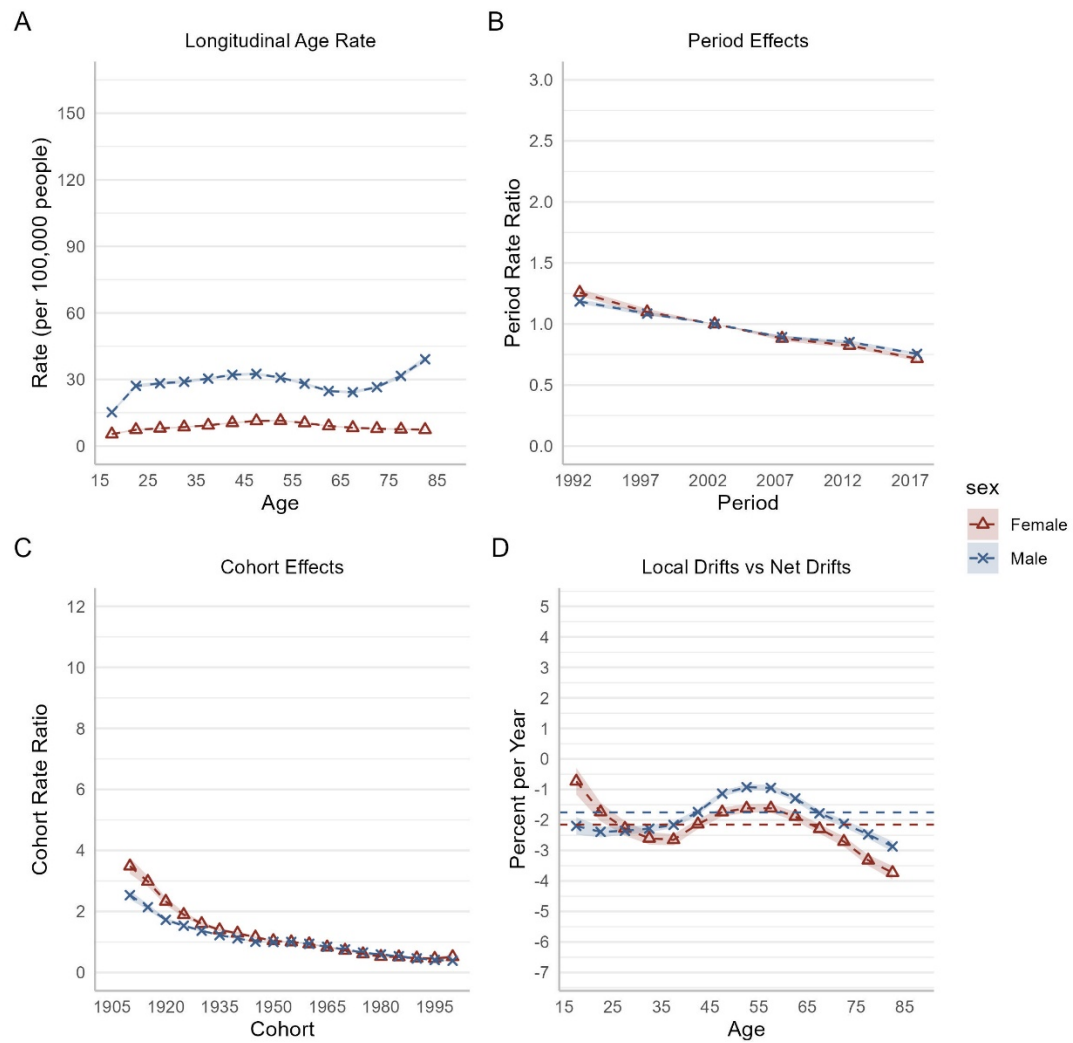 A
Longitudinal Age Rate
Rate (per 100,000 people)
150
120
90
60
30
0
15 25 35 45 55 65 75 85
Age
B
Period Effects
Period Rate Ratio
3.0
2.5
2.0
1.5
1.0
0.5
0.0
1992 1997 2002 2007 2012 2017
Period
sex
Female
Male
C
Cohort Effects
Cohort Rate Ratio
12
10
8
6
4
2
0
1905 1920 1935 1950 1965 1980 1995
Cohort
D
Local Drifts vs Net Drifts
Percent per Year
5
4
3
2
1
0
-1
-2
-3
-4
-5
-6
-7
15 25 35 45 55 65 75 85
Age